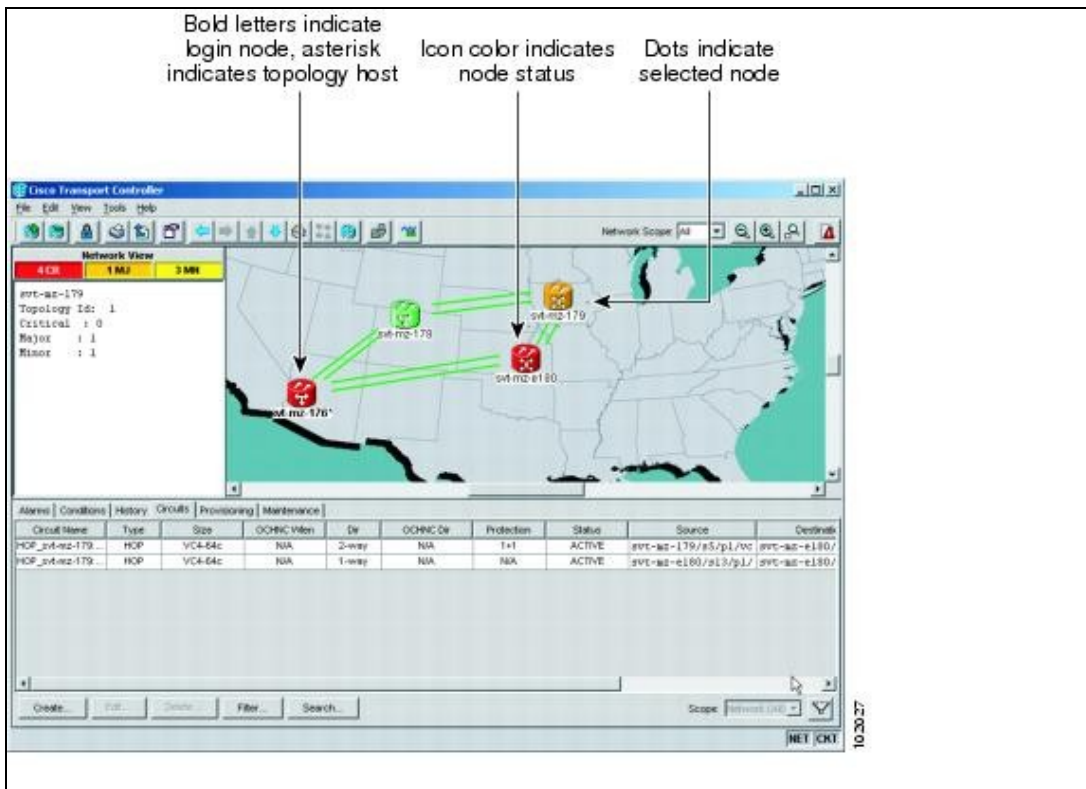 Bold letters indicate
login node, asterisk
indicates topology host
Icon color indicates
node status
Dots indicate
selected node
Cisco Transport Controller
File Edit View Tools Help
Network Scope: All
Network View
4 CR 1 MJ 3 MN
svt-mz-179
Topology Id: 1
Critical : 0
Major : 1
Minor : 1
svt-mz-178
svt-mz-179
svt-mz-e180
svt-mz-176*
Alarms Conditions History Circuits Provisioning Maintenance
Circuit Name Type Size OCHNC Wlen Dir OCHNC Dir Protection Status Source Destinatio
HOP_svt-mz-179:... HOP VC4-64c N/A 2-way N/A 1+1 ACTIVE svt-mz-179/s5/p1/vc svt-mz-e180/
HOP_svt-mz-179:... HOP VC4-64c N/A 1-way N/A N/A ACTIVE svt-mz-e180/s13/p1/ svt-mz-e180/
Create... Edit... Delete... Filter... Search... Scope:
NET CKT
102027